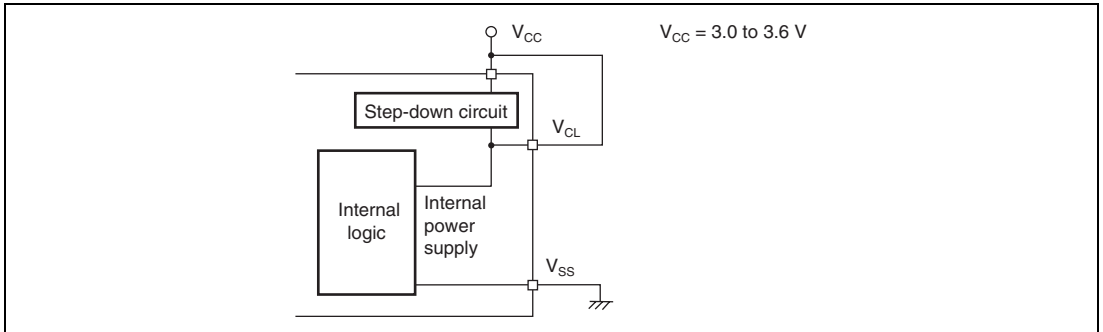 V_CC
V_CC = 3.0 to 3.6 V
Step-down circuit
V_CL
Internal
logic
Internal
power
supply
V_SS